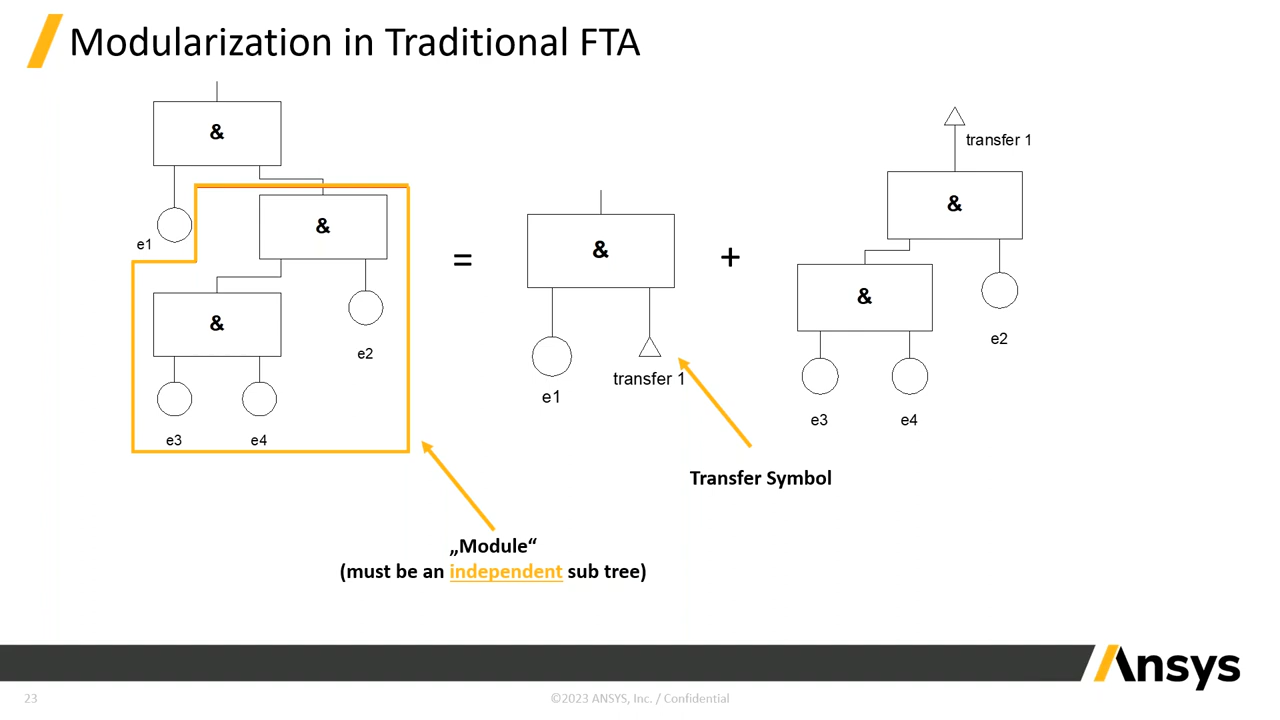 Modularization in Traditional FTA
&
e1
&
&
e2
e3
e4
=
&
e1
transfer 1
+
transfer 1
&
&
e2
e3
e4
Transfer Symbol
„Module“
(must be an independent sub tree)
Ansys
23
©2023 ANSYS, Inc. / Confidential